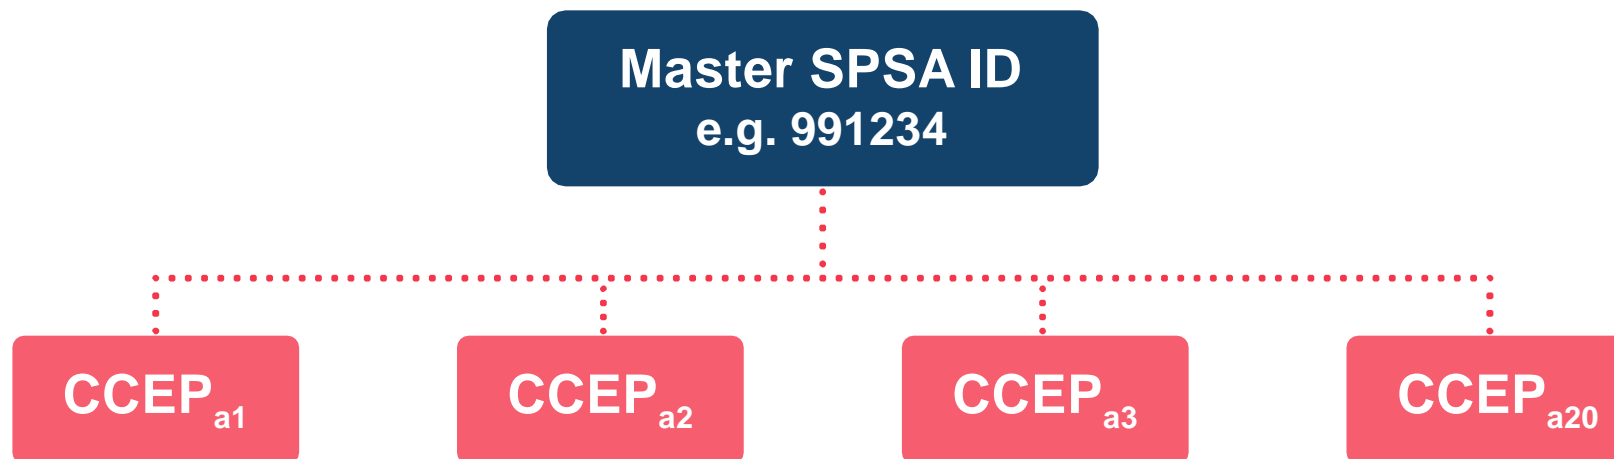 Master SPSA ID
e.g. 991234
CCEPa1
CCEPa2
CCEPa3
CCEPa20